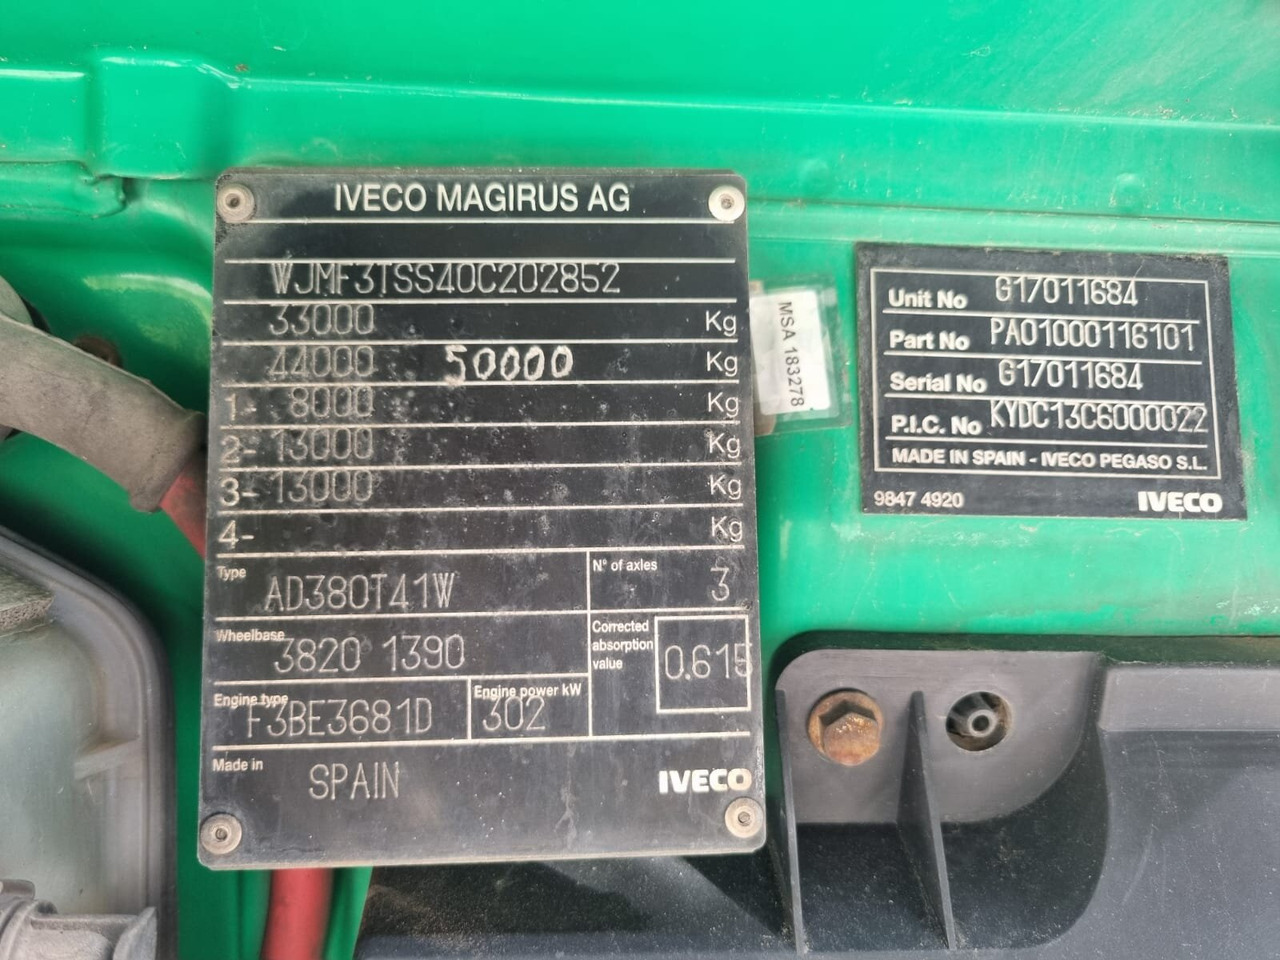 IVECO MAGIRUS AG
WJMF3TSS40C202852
33000 Kg
44000 50000 Kg
1- 8000 Kg
2- 13000 Kg
3- 13000 Kg
4- Kg
Type AD380T41W N° of axles 3
Wheelbase 3820 1390 Corrected absorption value 0.615
Engine type F3BE3681D Engine power kW 302
Made in SPAIN IVECO
MSA 183278
Unit No G17011684
Part No PA01000116101
Serial No G17011684
P.I.C. No KYDC13C6000022
MADE IN SPAIN - IVECO PEGASO S.L.
9847 4920 IVECO